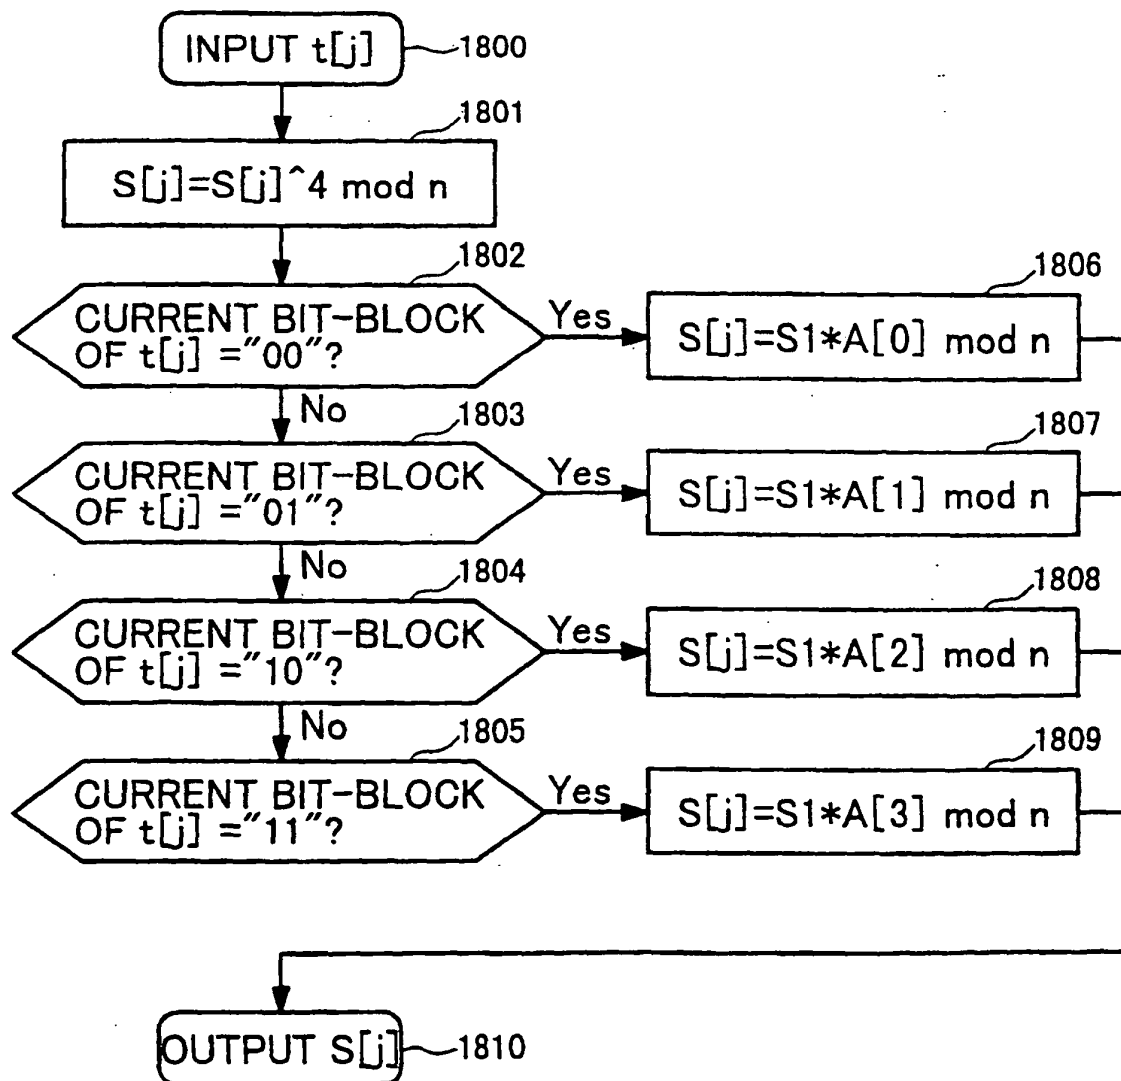 INPUT t[j]
1800
1801
S[j]=S[j]^4 mod n
1802
CURRENT BIT-BLOCK
OF t[j] ="00"?
Yes
1806
S[j]=S1*A[0] mod n
No
1803
CURRENT BIT-BLOCK
OF t[j] ="01"?
Yes
1807
S[j]=S1*A[1] mod n
No
1804
CURRENT BIT-BLOCK
OF t[j] ="10"?
Yes
1808
S[j]=S1*A[2] mod n
No
1805
CURRENT BIT-BLOCK
OF t[j] ="11"?
Yes
1809
S[j]=S1*A[3] mod n
OUTPUT S[j]
1810